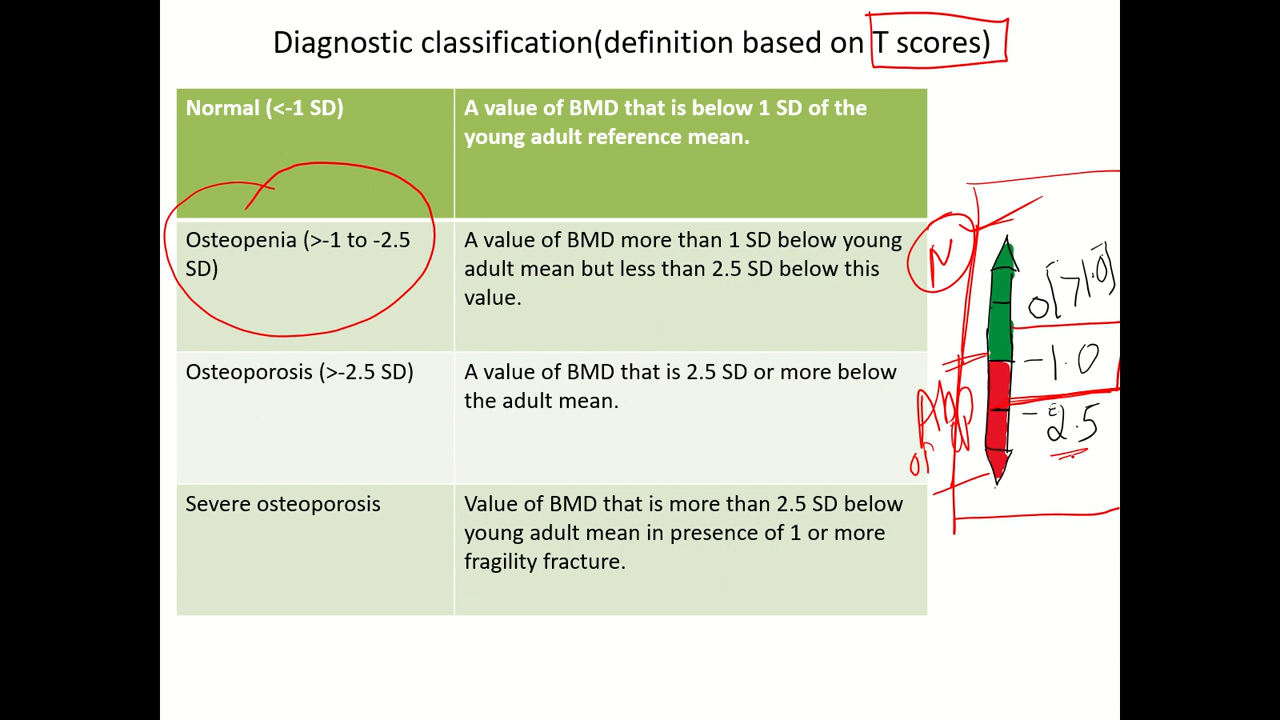 Diagnostic classification(definition based on T scores)
Normal (<-1 SD)
A value of BMD that is below 1 SD of the
young adult reference mean.
Osteopenia (>-1 to -2.5
SD)
A value of BMD more than 1 SD below young
adult mean but less than 2.5 SD below this
value.
Osteoporosis (>-2.5 SD)
A value of BMD that is 2.5 SD or more below
the adult mean.
Severe osteoporosis
Value of BMD that is more than 2.5 SD below
young adult mean in presence of 1 or more
fragility fracture.
N
>1.0
-1.0
-2.5